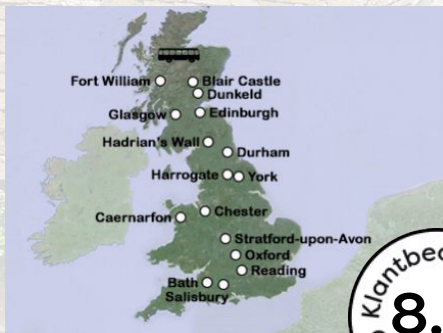 Fort William
Blair Castle
Dunkeld
Glasgow
Edinburgh
Hadrian's Wall
Durham
Harrogate
York
Caernarfon
Chester
Stratford-upon-Avon
Oxford
Reading
Bath
Salisbury
8.